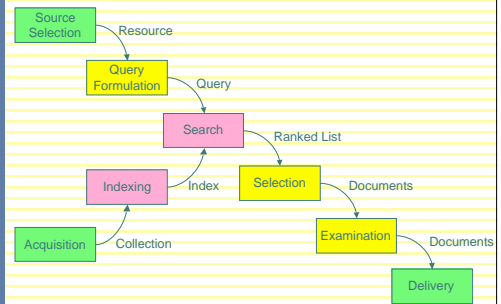 Source
Selection
Resource
Query
Formulation
Query
Search
Ranked List
Indexing
Index
Selection
Documents
Acquisition
Collection
Examination
Documents
Delivery